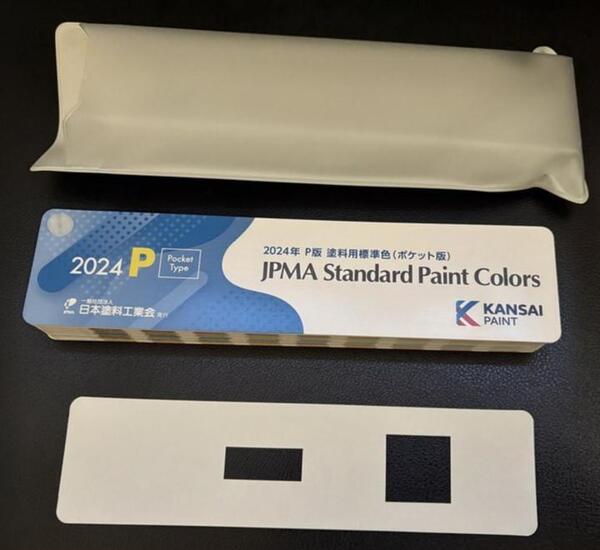 2024年 P版 塗料用標準色(ポケット版)
JPMA Standard Paint Colors
2024 P Pocket Type
一般社団法人
日本塗料工業会 発行
JPMA
KANSAI
PAINT